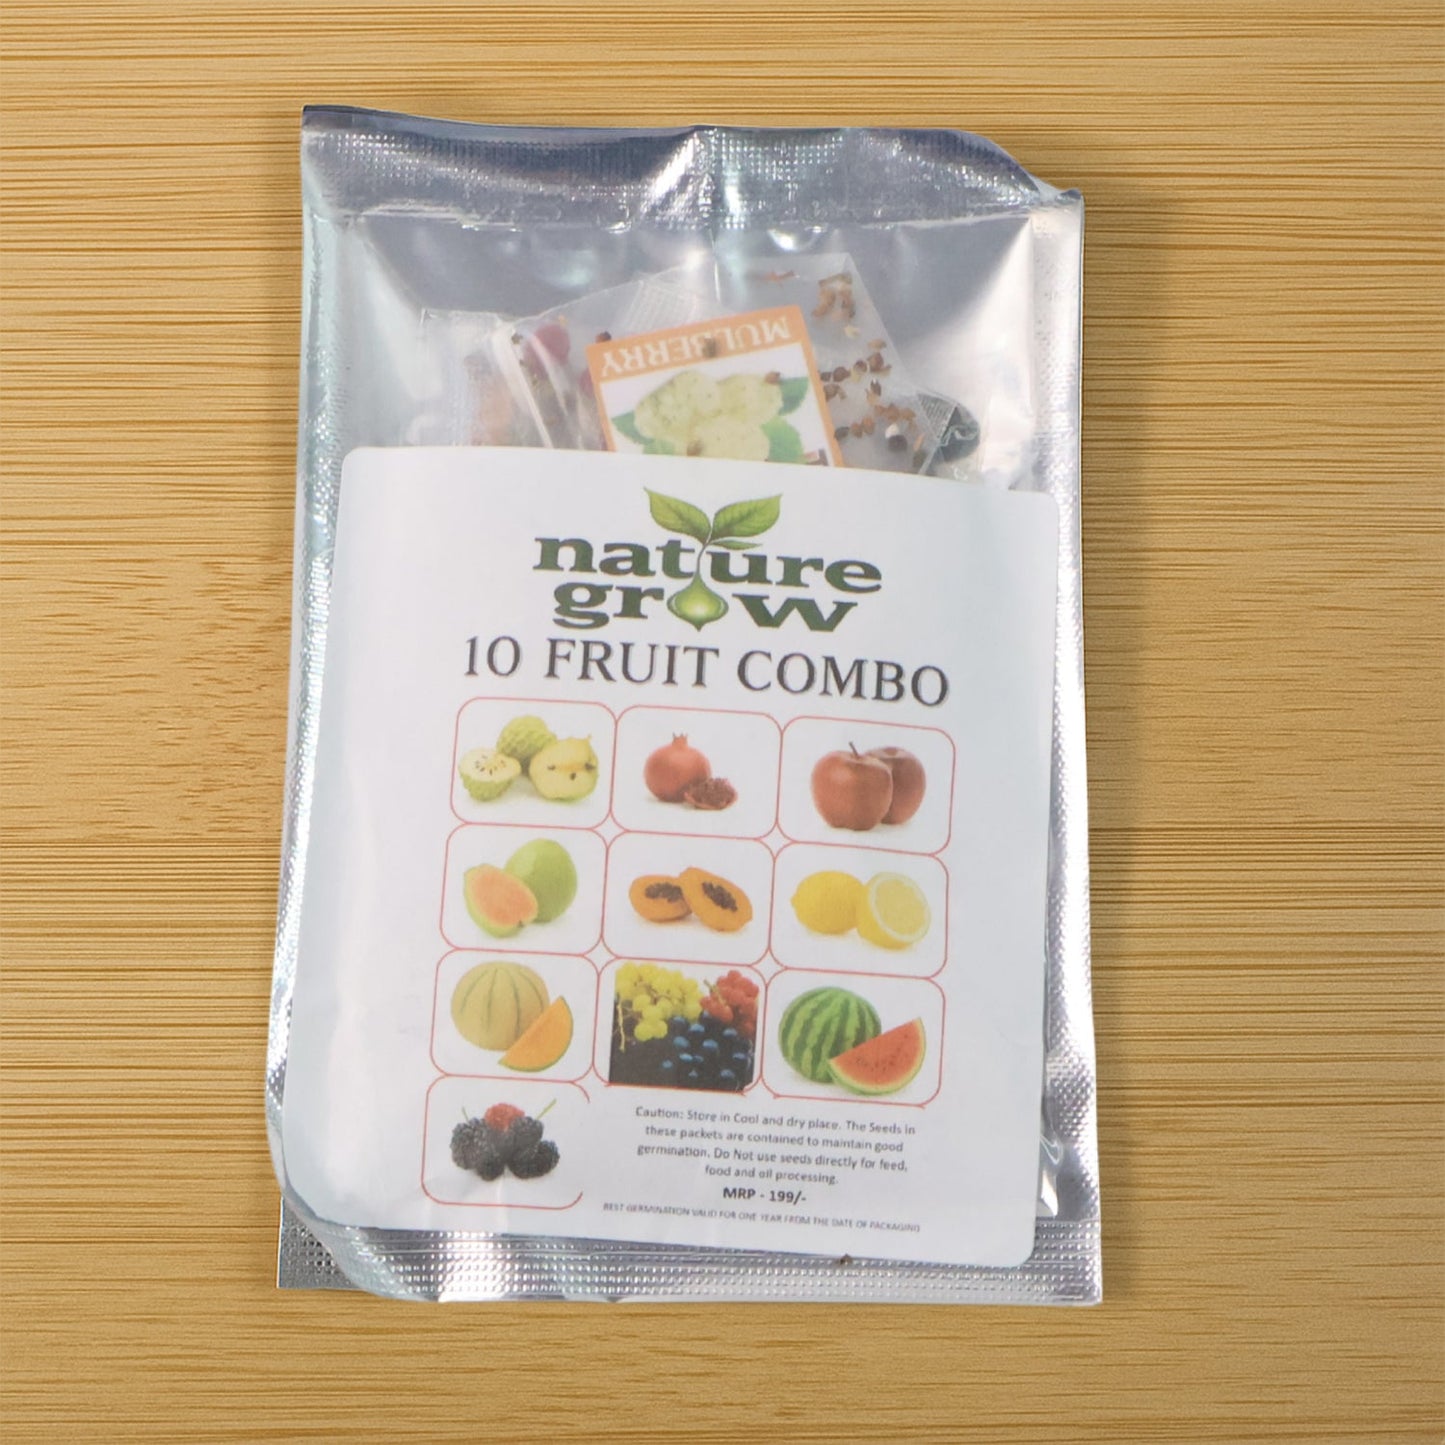 MULBERRY
nature
grow
10 FRUIT COMBO
Caution: Store in Cool and dry place. The Seeds in
these packets are contained to maintain good
germination. Do Not use seeds directly for feed,
food and oil processing.
MRP - 199/-
BEST GERMINATION VALID FOR ONE YEAR FROM THE DATE OF PACKAGING